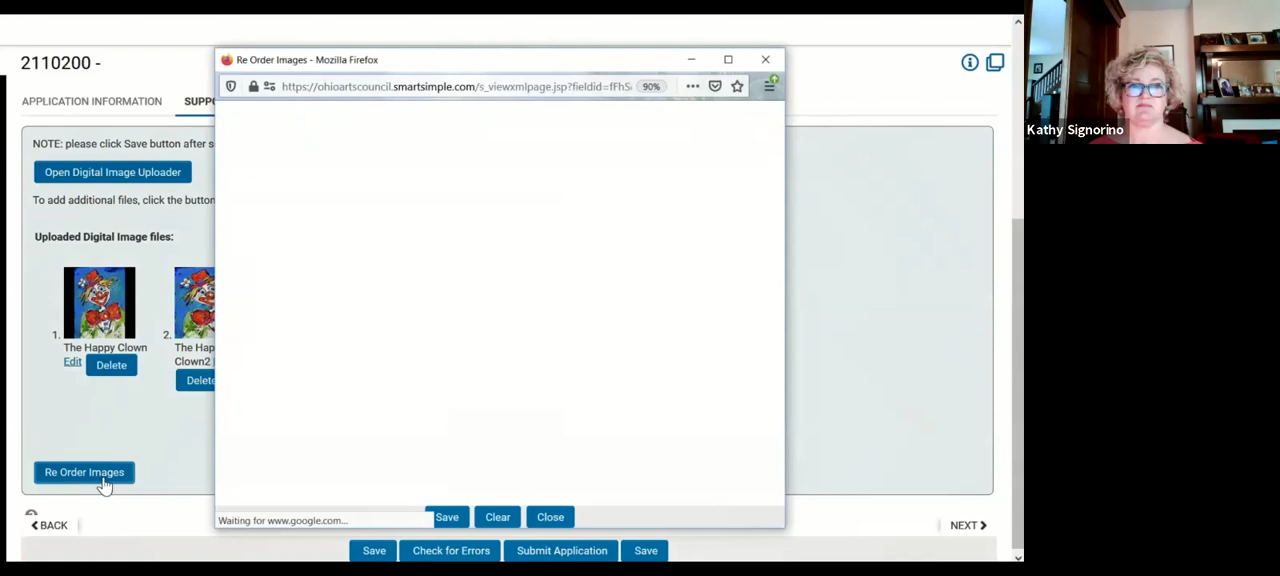 2110200 -
APPLICATION INFORMATION
SUPP
NOTE: please click Save button after s
Open Digital Image Uploader
To add additional files, click the button
Uploaded Digital Image files:
1.
The Happy Clown
Edit
Delete
2.
The Hap
Clown2
Delete
Re Order Images
BACK
NEXT
Save
Check for Errors
Submit Application
Save
Re Order Images - Mozilla Firefox
https://ohioartscouncil.smartsimple.com/s_viewxmlpage.jsp?fieldid=fFhS
90%
Waiting for www.google.com...
Save
Clear
Close
Kathy Signorino